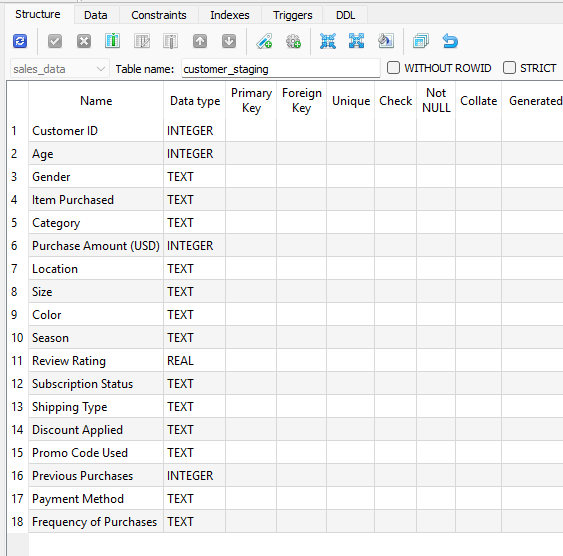 Structure Data Constraints Indexes Triggers DDL
sales_data Table name: customer_staging WITHOUT ROWID STRICT
Name Data type Primary Key Foreign Key Unique Check Not NULL Collate Generated
1 Customer ID INTEGER
2 Age INTEGER
3 Gender TEXT
4 Item Purchased TEXT
5 Category TEXT
6 Purchase Amount (USD) INTEGER
7 Location TEXT
8 Size TEXT
9 Color TEXT
10 Season TEXT
11 Review Rating REAL
12 Subscription Status TEXT
13 Shipping Type TEXT
14 Discount Applied TEXT
15 Promo Code Used TEXT
16 Previous Purchases INTEGER
17 Payment Method TEXT
18 Frequency of Purchases TEXT